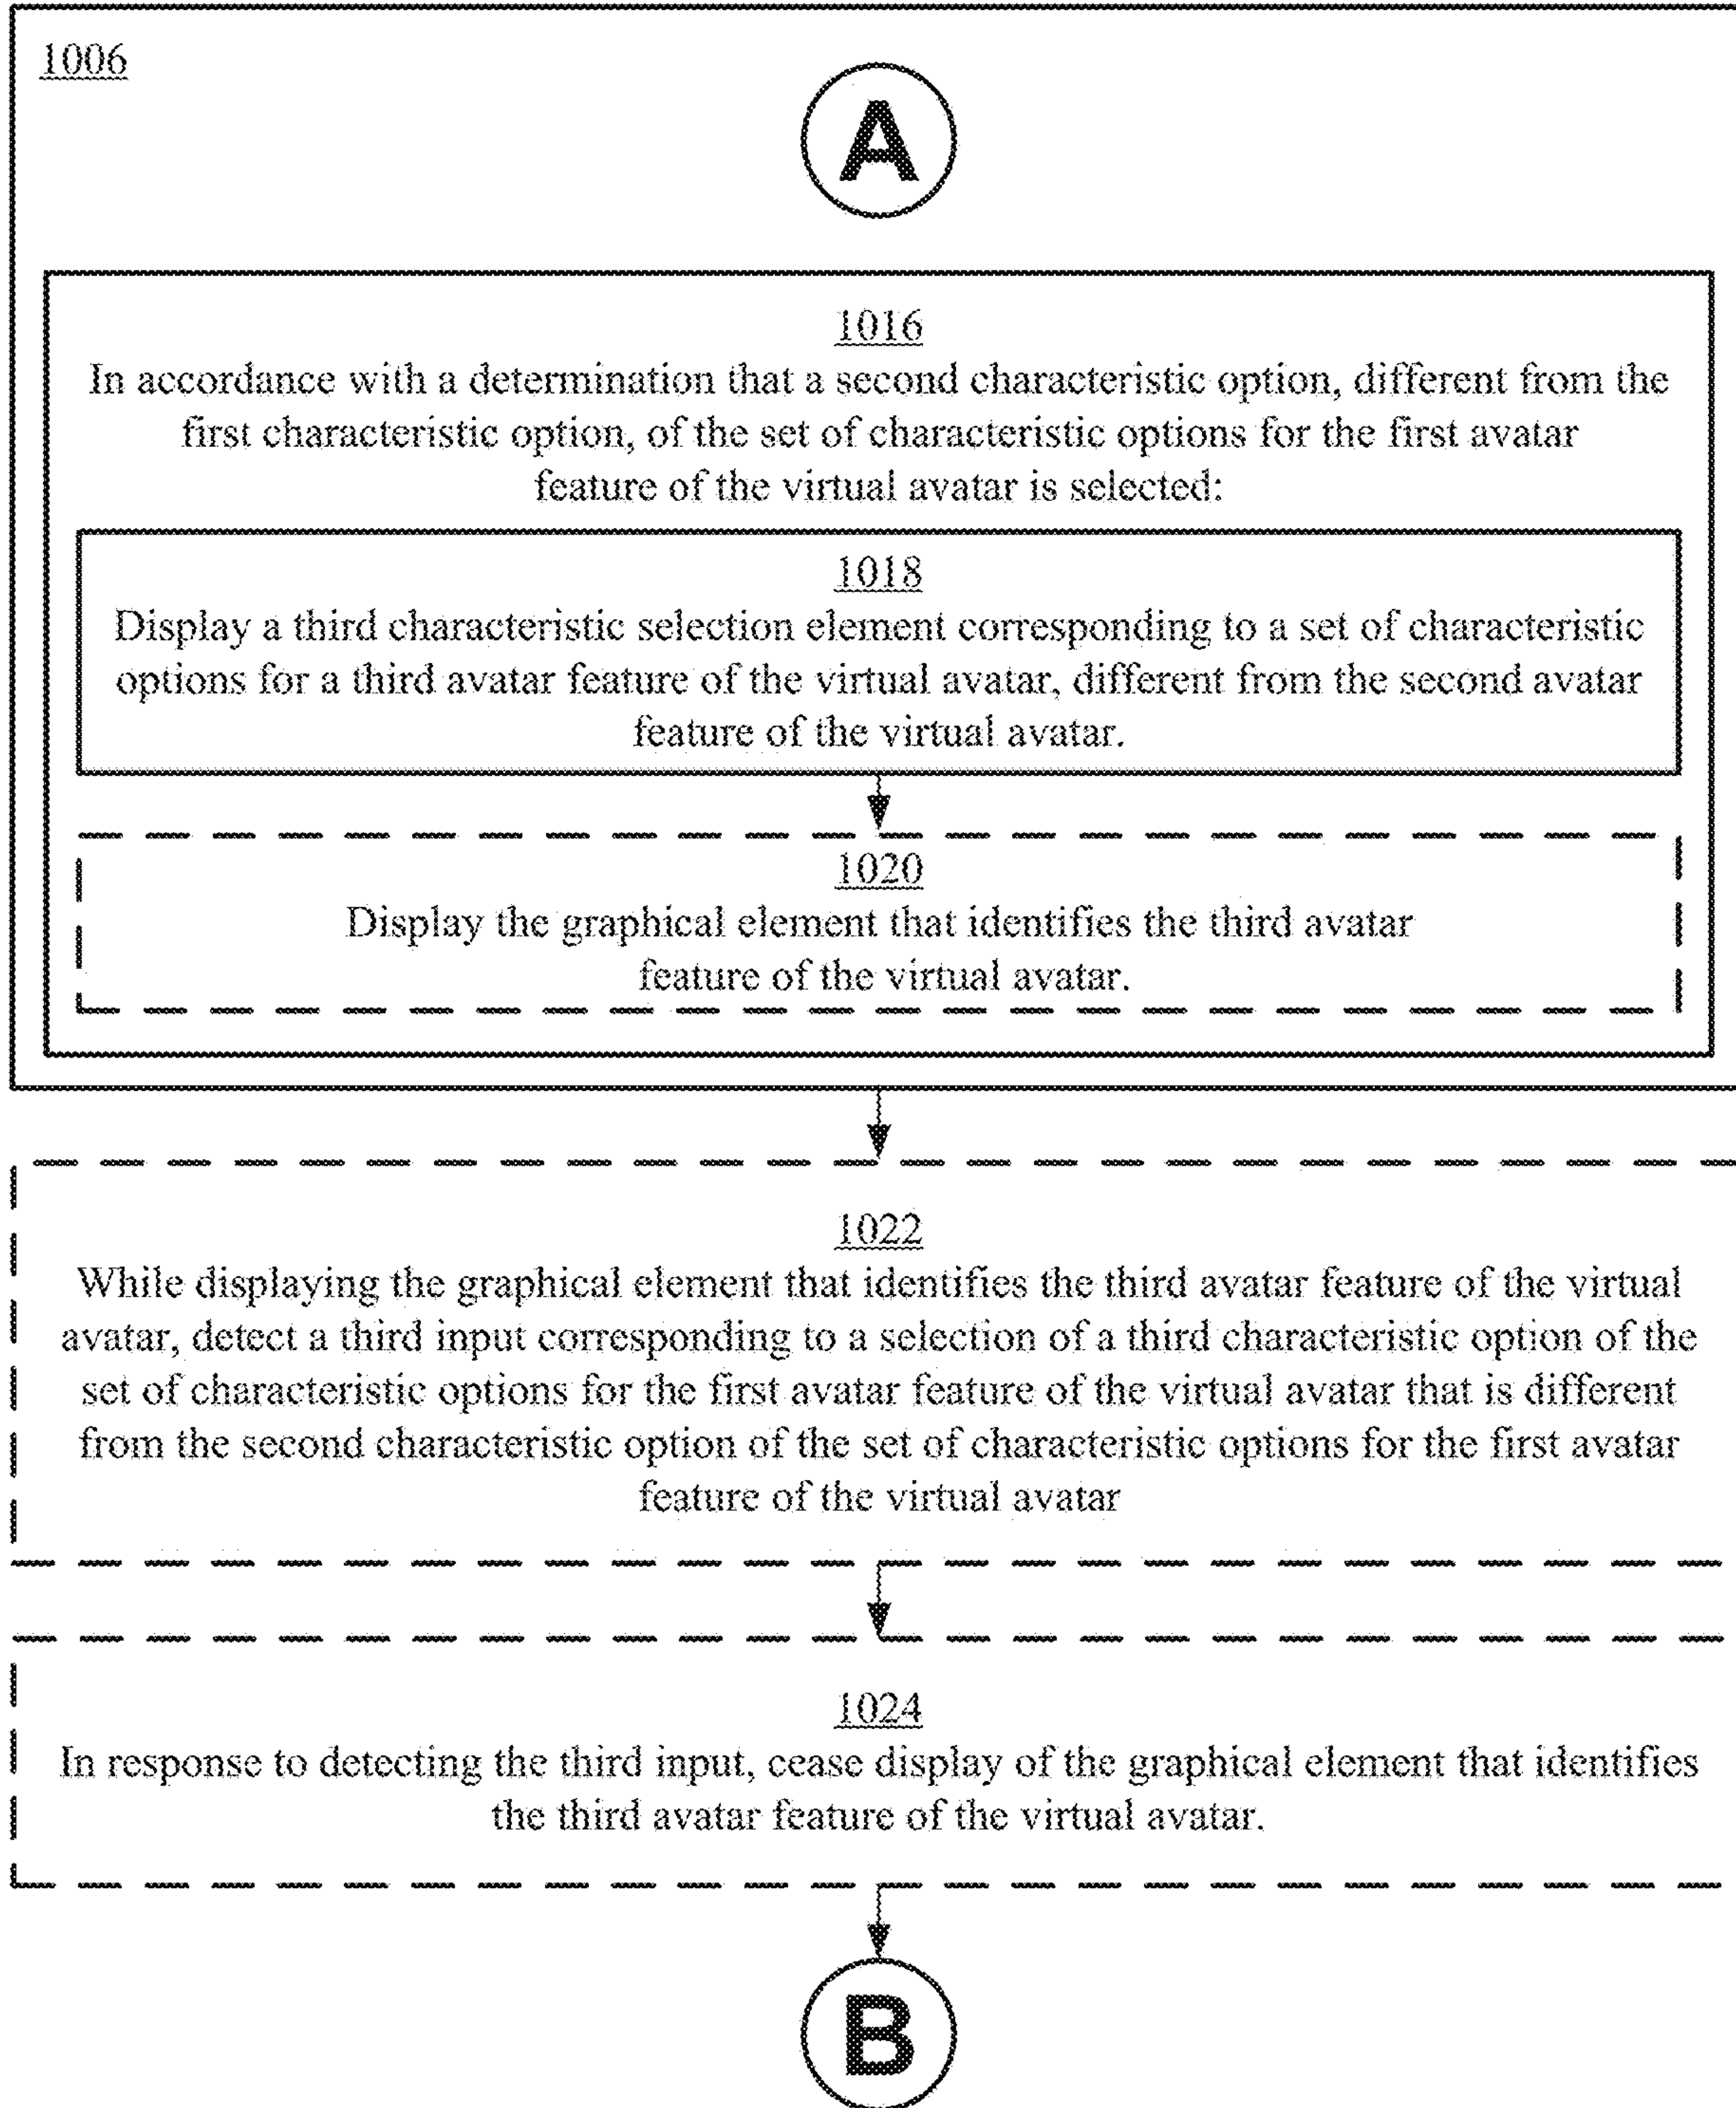 1006
A
1016
In accordance with a determination that a second characteristic option, different from the
first characteristic option, of the set of characteristic options for the first avatar
feature of the virtual avatar is selected:
1018
Display a third characteristic selection element corresponding to a set of characteristic
options for a third avatar feature of the virtual avatar, different from the second avatar
feature of the virtual avatar.
1020
Display the graphical element that identifies the third avatar
feature of the virtual avatar.
1022
While displaying the graphical element that identifies the third avatar feature of the virtual
avatar, detect a third input corresponding to a selection of a third characteristic option of the
set of characteristic options for the first avatar feature of the virtual avatar that is different
from the second characteristic option of the set of characteristic options for the first avatar
feature of the virtual avatar
1024
In response to detecting the third input, cease display of the graphical element that identifies
the third avatar feature of the virtual avatar.
B